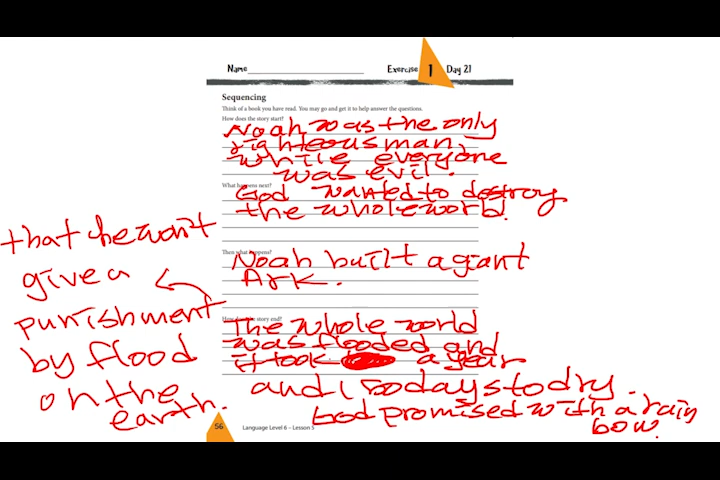 Name
Exercise 1 Day 21
Sequencing
Think of a book you have read. You may go and get it to help answer the questions.
How does the story start?
Noah was the only
righteous man
while everyone
was evil.
What happens next?
God wanted to destroy
the whole world.
Then what happens?
Noah built a giant
Ark.
How does the story end?
The whole world
was flooded and
it took a year
and 150 days to dry.
God promised with a rain
bow.
that he won't
give a
punishment
by flood
on the
earth.
56 Language Level 6 – Lesson 5